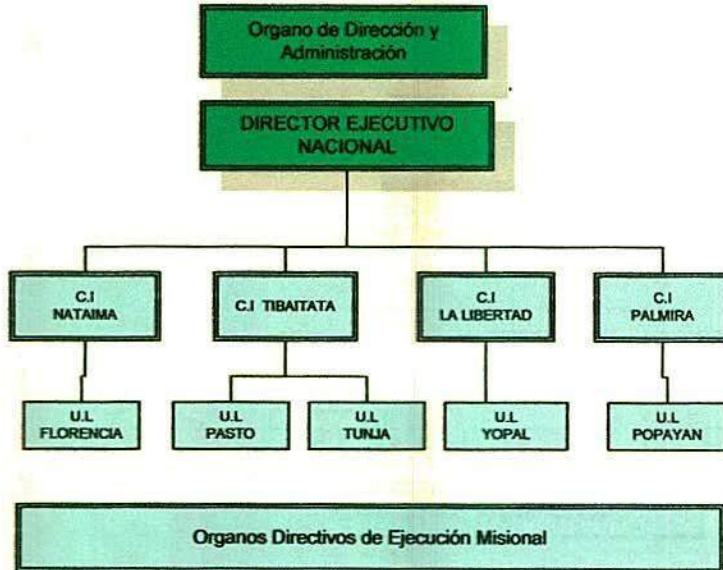 Organo de Dirección y
Administración
DIRECTOR EJECUTIVO
NACIONAL
C.I
NATAIMA
C.I TIBAITATA
C.I
LA LIBERTAD
C.I
PALMIRA
U.L
FLORENCIA
U.L
PASTO
U.L
TUNJA
U.L
YOPAL
U.L
POPAYAN
Organos Directivos de Ejecución Misional